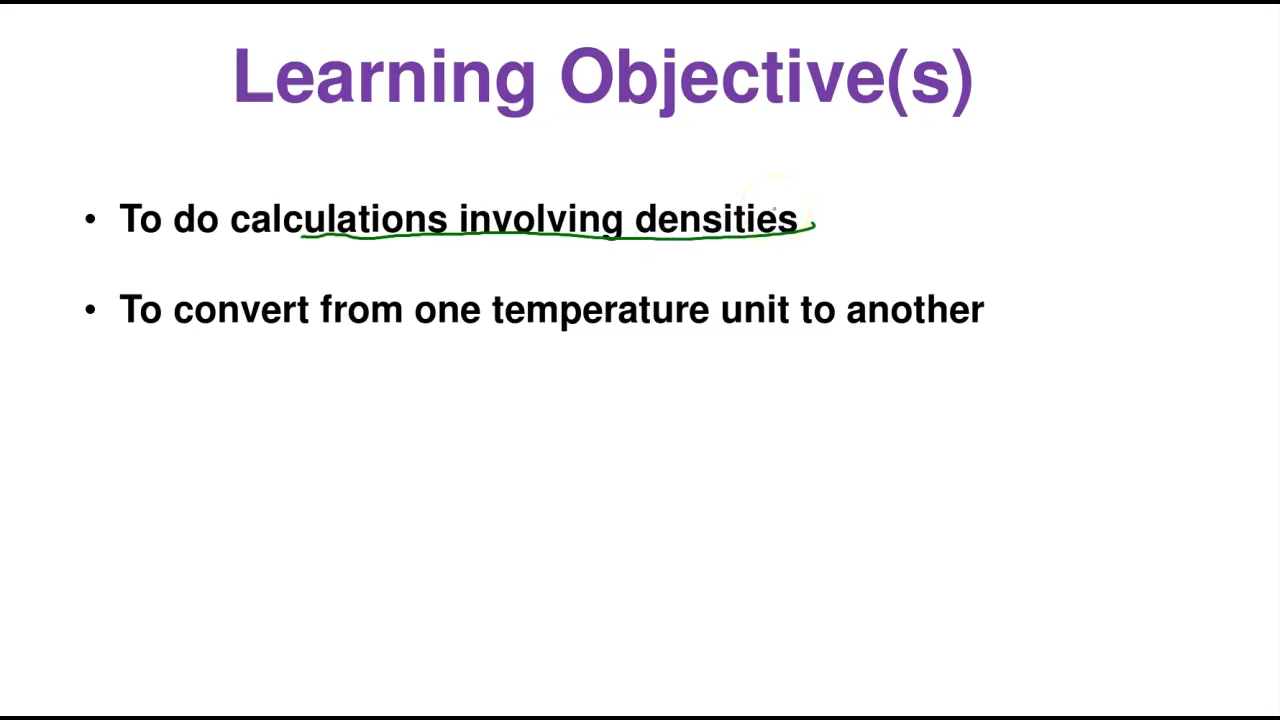 Learning Objective(s)
• To do calculations involving densities
• To convert from one temperature unit to another